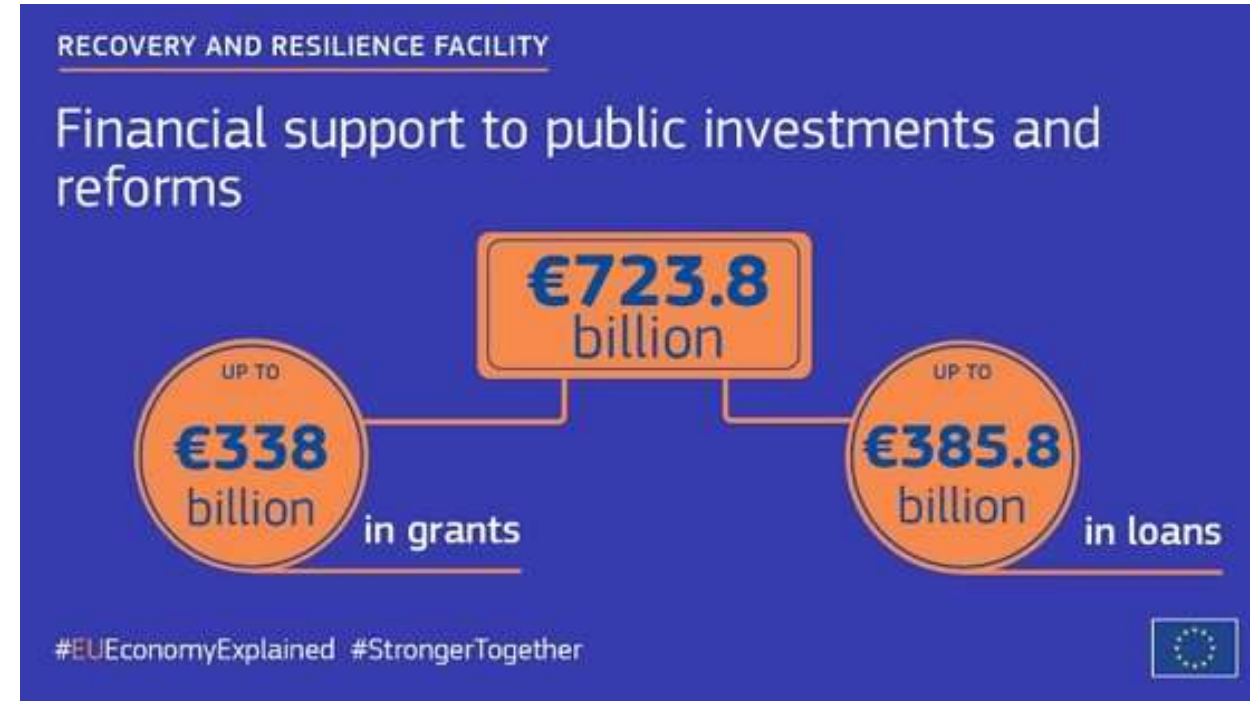 RECOVERY AND RESILIENCE FACILITY
Financial support to public investments and
reforms
€723.8
billion
UP TO
€338
billion
in grants
UP TO
€385.8
billion
in loans
#EUEconomyExplained #StrongerTogether